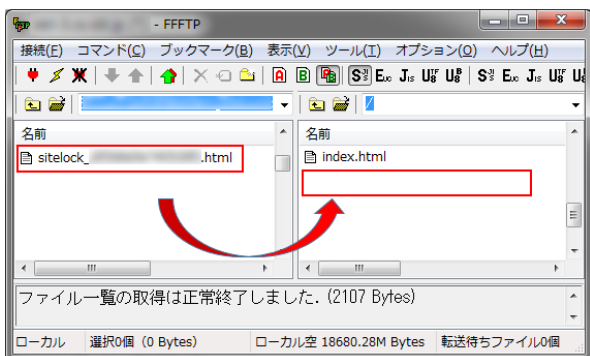 - FFFTP
接続(F) コマンド(C) ブックマーク(B) 表示(V) ツール(T) オプション(O) ヘルプ(H)
A B S E J U U S E J U
/
名前 名前
sitelock_ .html index.html
ファイル一覧の取得は正常終了しました. (2107 Bytes)
ローカル 選択0個 (0 Bytes) ローカル空 18680.28M Bytes 転送待ちファイル0個